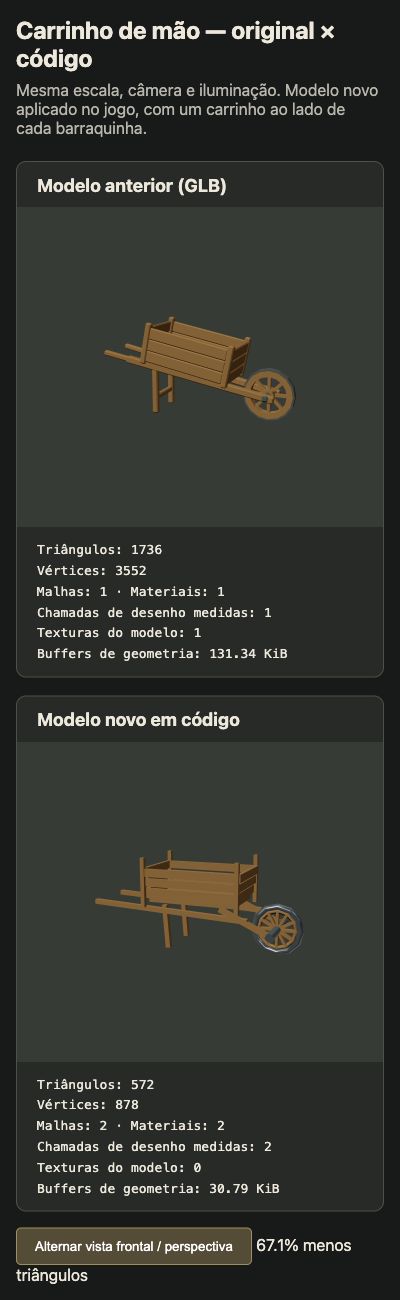 Carrinho de mão — original ×
código
Mesma escala, câmera e iluminação. Modelo novo
aplicado no jogo, com um carrinho ao lado de
cada barraquinha.
Modelo anterior (GLB)
Triângulos: 1736
Vértices: 3552
Malhas: 1 · Materiais: 1
Chamadas de desenho medidas: 1
Texturas do modelo: 1
Buffers de geometria: 131.34 KiB
Modelo novo em código
Triângulos: 572
Vértices: 878
Malhas: 2 · Materiais: 2
Chamadas de desenho medidas: 2
Texturas do modelo: 0
Buffers de geometria: 30.79 KiB
Alternar vista frontal / perspectiva 67.1% menos
triângulos